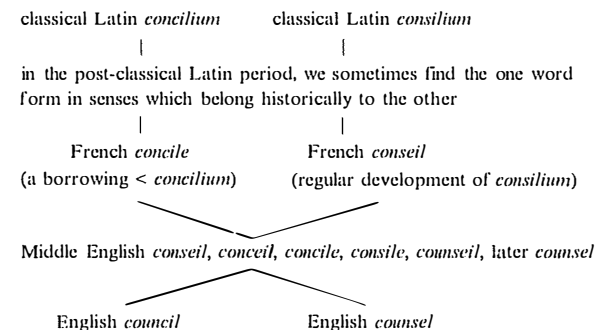 classical Latin concilium classical Latin consilium
in the post-classical Latin period, we sometimes find the one word
form in senses which belong historically to the other
French concile French conseil
(a borrowing < concilium) (regular development of consilium)
Middle English conseil, conceil, concile, consile, counseil, later counsel
English council English counsel